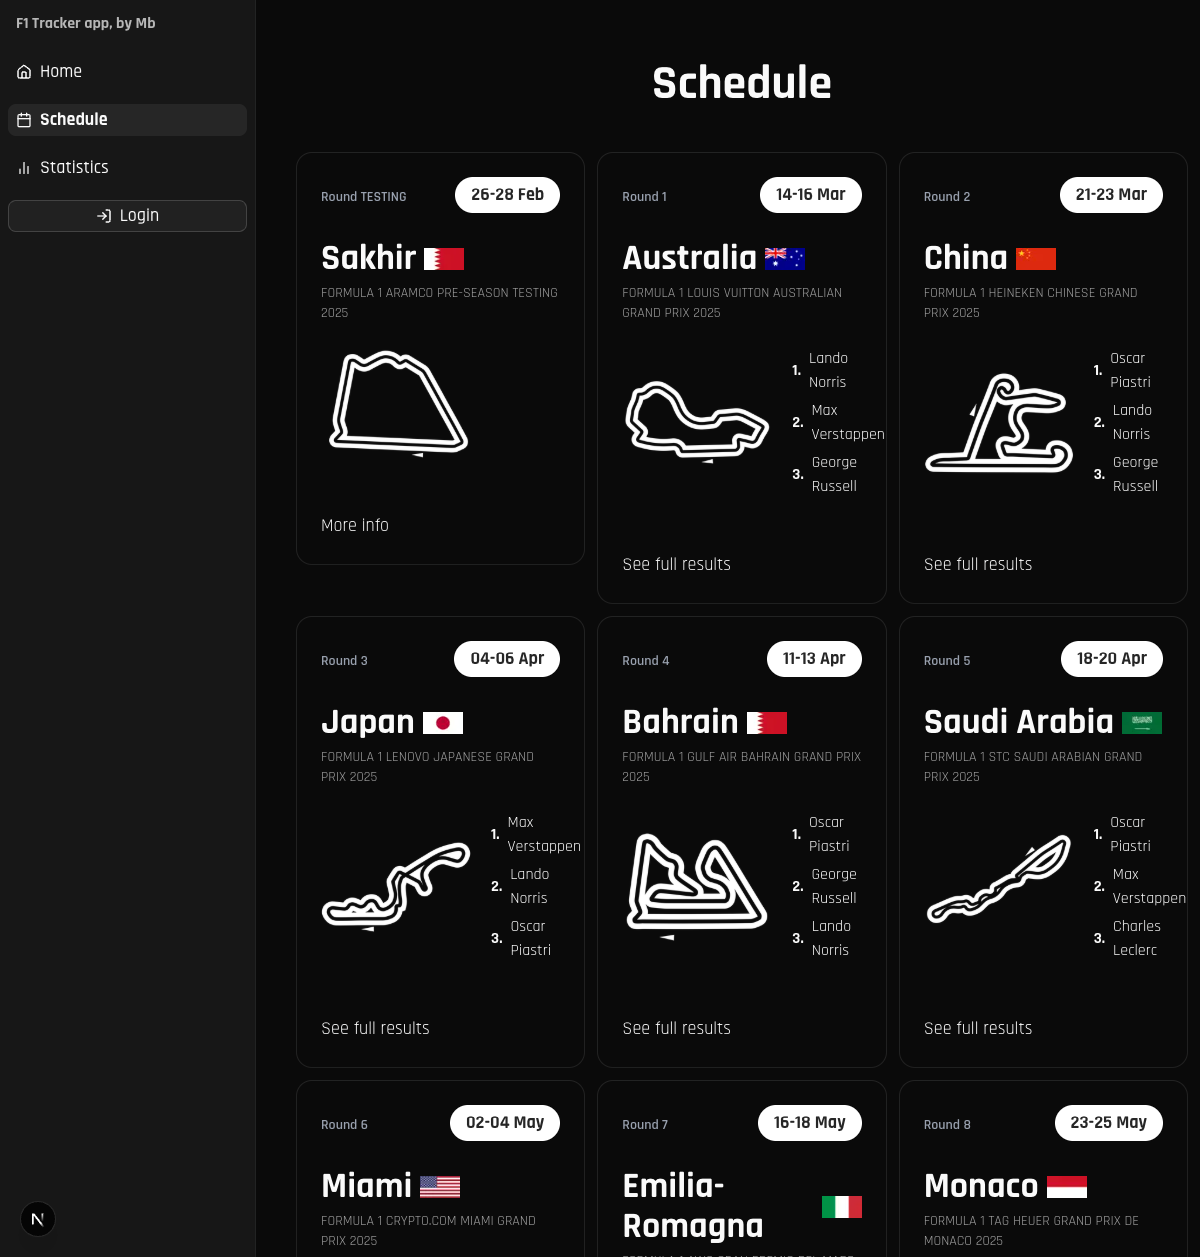 F1 Tracker app, by Mb
Home
Schedule
Statistics
Login
Schedule
Round TESTING
26-28 Feb
Sakhir
FORMULA 1 ARAMCO PRE-SEASON TESTING
2025
More info
Round 1
14-16 Mar
Australia
FORMULA 1 LOUIS VUITTON AUSTRALIAN
GRAND PRIX 2025
1. Lando
Norris
2. Max
Verstappen
3. George
Russell
See full results
Round 2
21-23 Mar
China
FORMULA 1 HEINEKEN CHINESE GRAND
PRIX 2025
1. Oscar
Piastri
2. Lando
Norris
3. George
Russell
See full results
Round 3
04-06 Apr
Japan
FORMULA 1 LENOVO JAPANESE GRAND
PRIX 2025
1. Max
Verstappen
2. Lando
Norris
3. Oscar
Piastri
See full results
Round 4
11-13 Apr
Bahrain
FORMULA 1 GULF AIR BAHRAIN GRAND PRIX
2025
1. Oscar
Piastri
2. George
Russell
3. Lando
Norris
See full results
Round 5
18-20 Apr
Saudi Arabia
FORMULA 1 STC SAUDI ARABIAN GRAND
PRIX 2025
1. Oscar
Piastri
2. Max
Verstappen
3. Charles
Leclerc
See full results
Round 6
02-04 May
Miami
FORMULA 1 CRYPTO.COM MIAMI GRAND
PRIX 2025
Round 7
16-18 May
Emilia-
Romagna
Round 8
23-25 May
Monaco
FORMULA 1 TAG HEUER GRAND PRIX DE
MONACO 2025
N